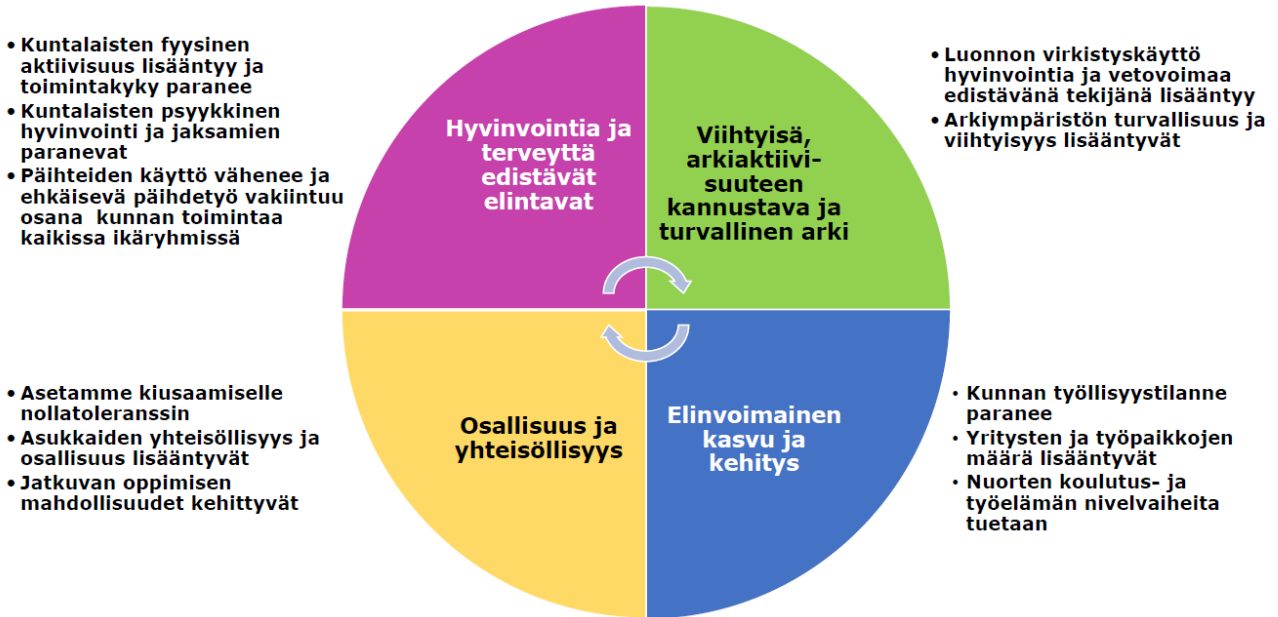 • Kuntalaisten fyysinen
aktiivisuus lisääntyy ja
toimintakyky paranee
• Kuntalaisten psyykkinen
hyvinvointi ja jaksamien
paranevat
• Päihteiden käyttö vähenee ja
ehkäisevä päihdetyö vakiintuu
osana kunnan toimintaa
kaikissa ikäryhmissä
Hyvinvointia ja
terveyttä
edistävät
elintavat
Viihtyisä,
arkiaktiivi-
suuteen
kannustava ja
turvallinen arki
• Luonnon virkistyskäyttö
hyvinvointia ja vetovoimaa
edistävänä tekijänä lisääntyy
• Arkiympäristön turvallisuus ja
viihtyisyys lisääntyvät
• Asetamme kiusaamiselle
nollatoleranssin
• Asukkaiden yhteisöllisyys ja
osallisuus lisääntyvät
• Jatkuvan oppimisen
mahdollisuudet kehittyvät
Osallisuus ja
yhteisöllisyys
Elinvoimainen
kasvu ja
kehitys
• Kunnan työllisyystilanne
paranee
• Yritysten ja työpaikkojen
määrä lisääntyvät
• Nuorten koulutus- ja
työelämän nivelvaiheita
tuetaan